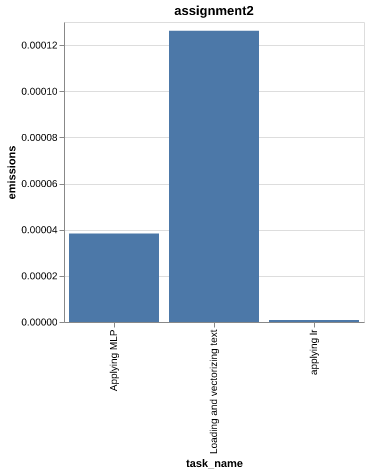 assignment2
emissions
0.00012
0.00010
0.00008
0.00006
0.00004
0.00002
0.00000
Applying MLP
Loading and vectorizing text
applying lr
task_name